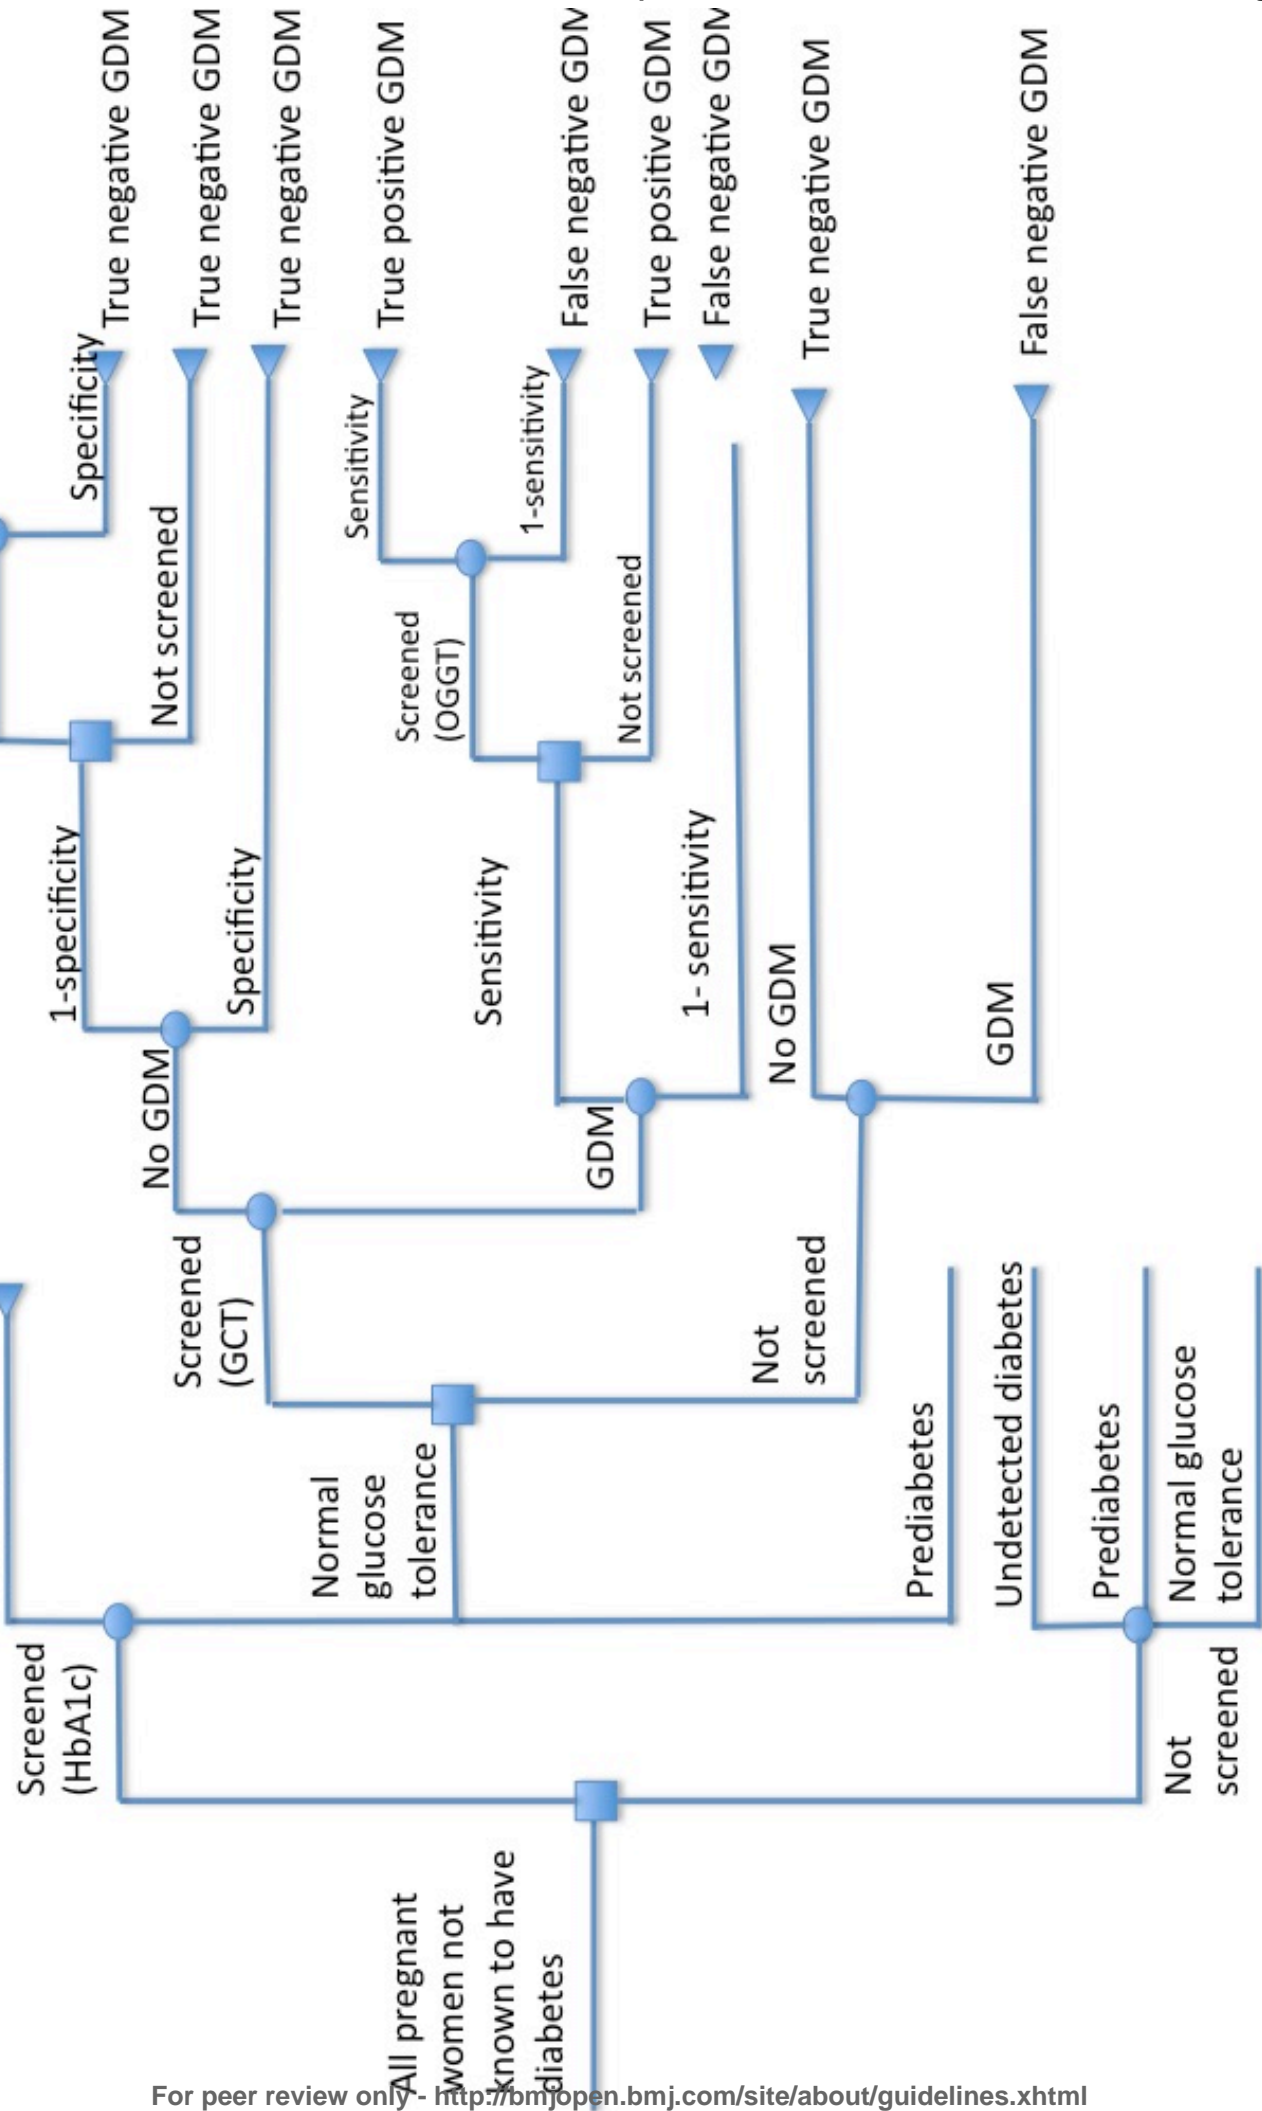 All pregnant
women not
known to have
diabetes
Screened
(HbA1c)
Normal
glucose
tolerance
Screened
(GCT)
No GDM
1-specificity
Specificity
True negative GDM
Not screened
True negative GDM
Specificity
True negative GDM
GDM
Sensitivity
Screened
(OGGT)
Sensitivity
True positive GDM
1-sensitivity
False negative GDM
Not screened
True positive GDM
1- sensitivity
False negative GDM
Not
screened
No GDM
True negative GDM
GDM
False negative GDM
Prediabetes
Not
screened
Undetected diabetes
Prediabetes
Normal glucose
tolerance
For peer review only - http://bmjopen.bmj.com/site/about/guidelines.xhtml